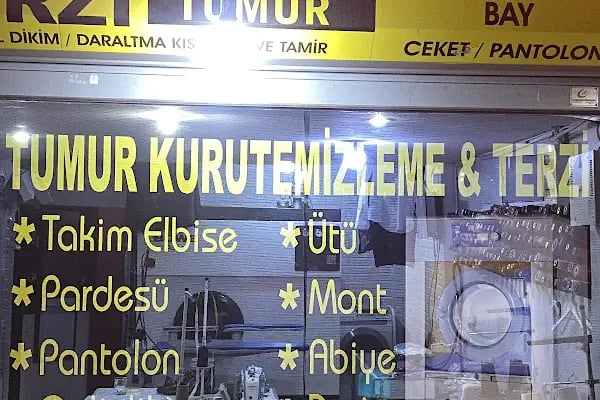 TERZİ TUMUR
DİKİM / DARALTMA
VE TAMİR
BAY
CEKET / PANTOLON
TUMUR KURUTEMİZLEME & TERZİ
* Takim Elbise
* Ütü
* Pardesü
* Mont
* Pantolon
* Abiye